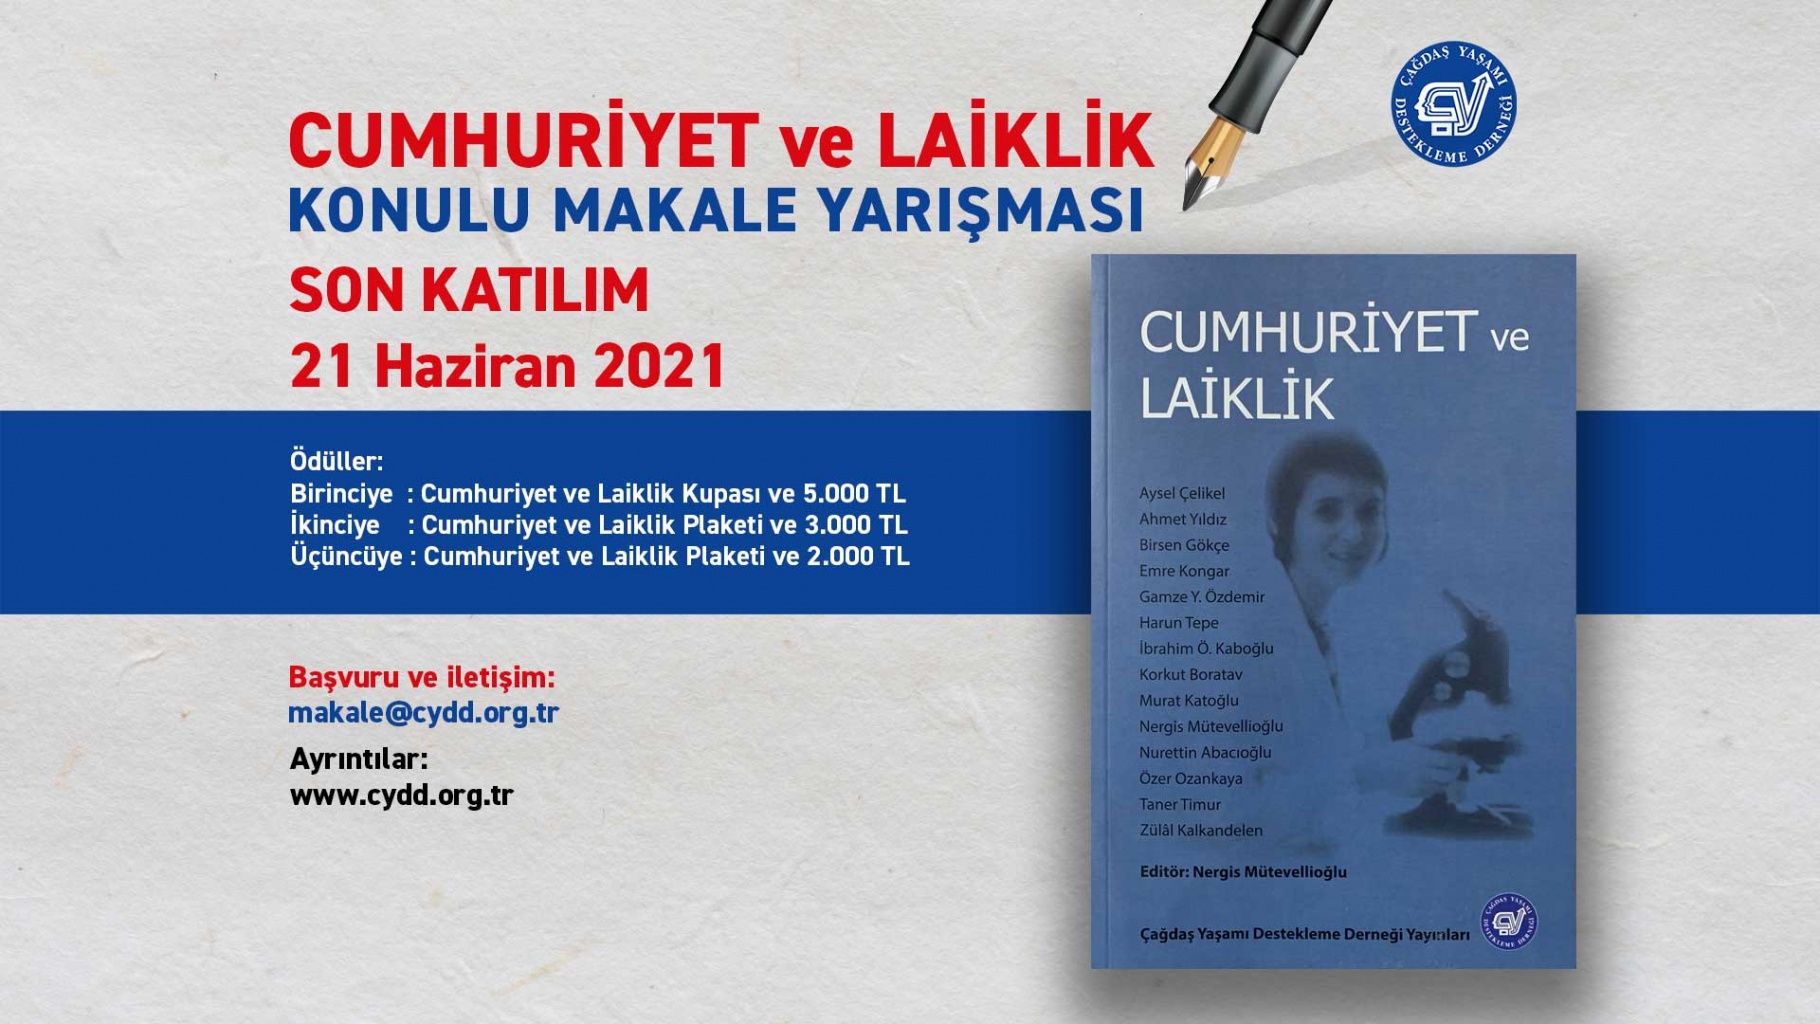 CUMHURİYET ve LAİKLİK
KONULU MAKALE YARIŞMASI
SON KATILIM
21 Haziran 2021
ÇAĞDAŞ YAŞAMI
DESTEKLEME DERNEĞİ
Ödüller:
Birinciye : Cumhuriyet ve Laiklik Kupası ve 5.000 TL
İkinciye : Cumhuriyet ve Laiklik Plaketi ve 3.000 TL
Üçüncüye : Cumhuriyet ve Laiklik Plaketi ve 2.000 TL
Başvuru ve iletişim:
makale@cydd.org.tr
Ayrıntılar:
www.cydd.org.tr
CUMHURİYET ve
LAİKLİK
Aysel Çelikel
Ahmet Yıldız
Birsen Gökçe
Emre Kongar
Gamze Y. Özdemir
Harun Tepe
İbrahim Ö. Kaboğlu
Korkut Boratav
Murat Katoğlu
Nergis Mütevellioğlu
Nurettin Abacıoğlu
Özer Ozankaya
Taner Timur
Zülâl Kalkandelen
Editör: Nergis Mütevellioğlu
Çağdaş Yaşamı Destekleme Derneği Yayınları
ÇAĞDAŞ YAŞAMI
DESTEKLEME DERNEĞİ